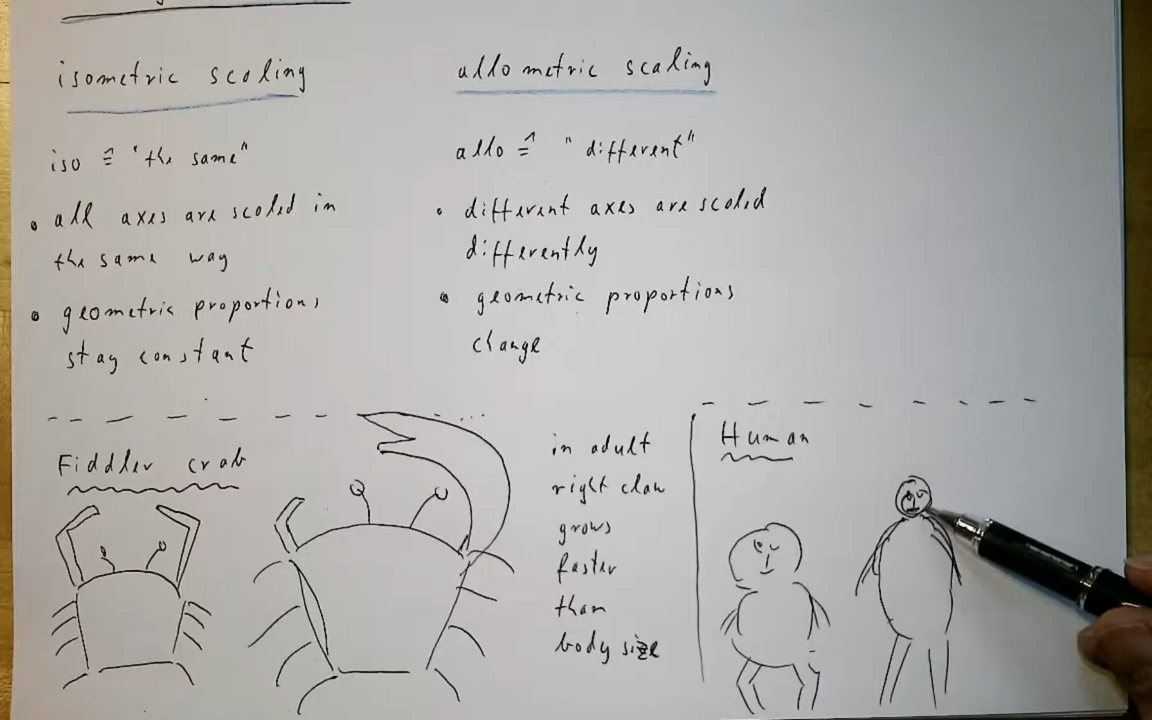 isometric scaling
iso ≙ "the same"
• all axes are scaled in
the same way
• geometric proportions
stay constant
allometric scaling
allo ≙ "different"
• different axes are scaled
differently
• geometric proportions
change
Fiddler crab
in adult
right claw
grows
faster
than
body size
Human